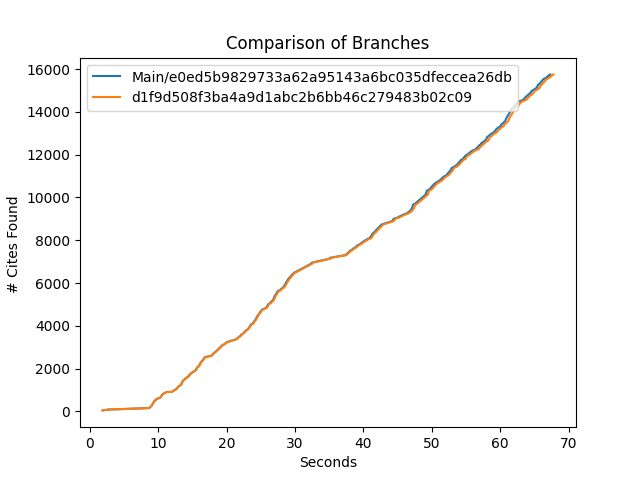 Comparison of Branches
Main/e0ed5b9829733a62a95143a6bc035dfeccea26db
d1f9d508f3ba4a9d1abc2b6bb46c279483b02c09
# Cites Found
16000
14000
12000
10000
8000
6000
4000
2000
0
0 10 20 30 40 50 60 70
Seconds